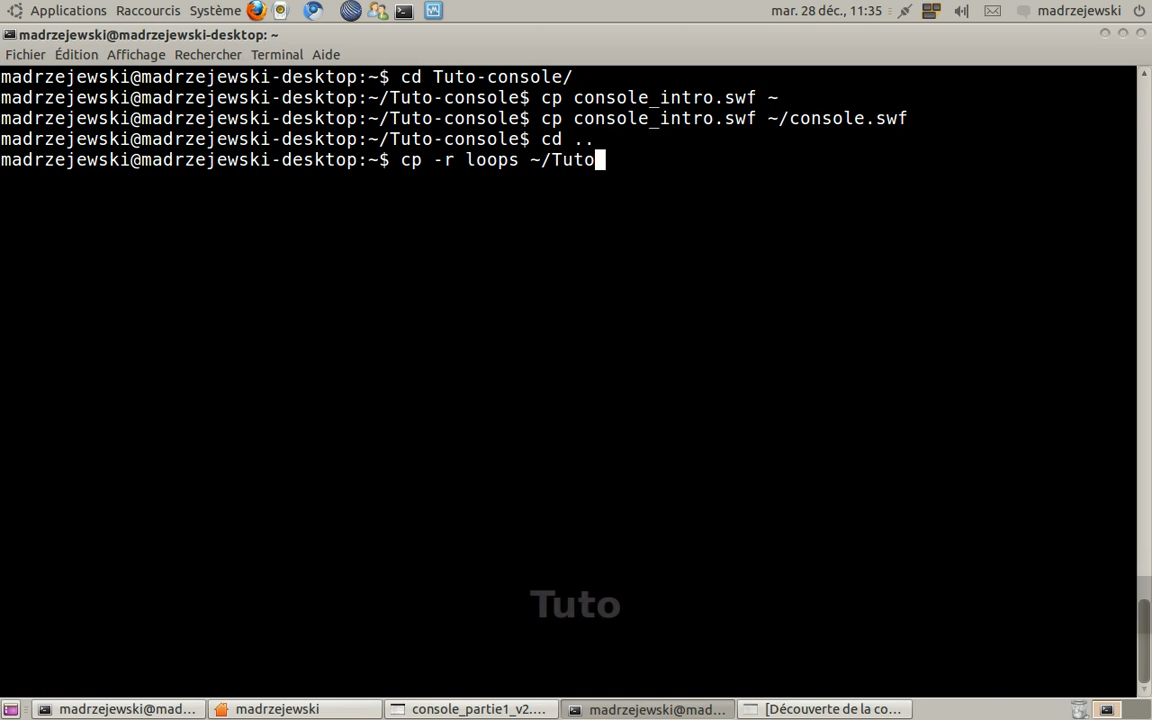 Applications Raccourcis Système mar. 28 déc., 11:35 madrzejewski
madrzejewski@madrzejewski-desktop: ~
Fichier Édition Affichage Rechercher Terminal Aide
madrzejewski@madrzejewski-desktop:~$ cd Tuto-console/
madrzejewski@madrzejewski-desktop:~/Tuto-console$ cp console_intro.swf ~
madrzejewski@madrzejewski-desktop:~/Tuto-console$ cp console_intro.swf ~/console.swf
madrzejewski@madrzejewski-desktop:~/Tuto-console$ cd ..
madrzejewski@madrzejewski-desktop:~$ cp -r loops ~/Tuto
Tuto
madrzejewski@mad... madrzejewski console_partie1_v2.... madrzejewski@mad... [Découverte de la co...